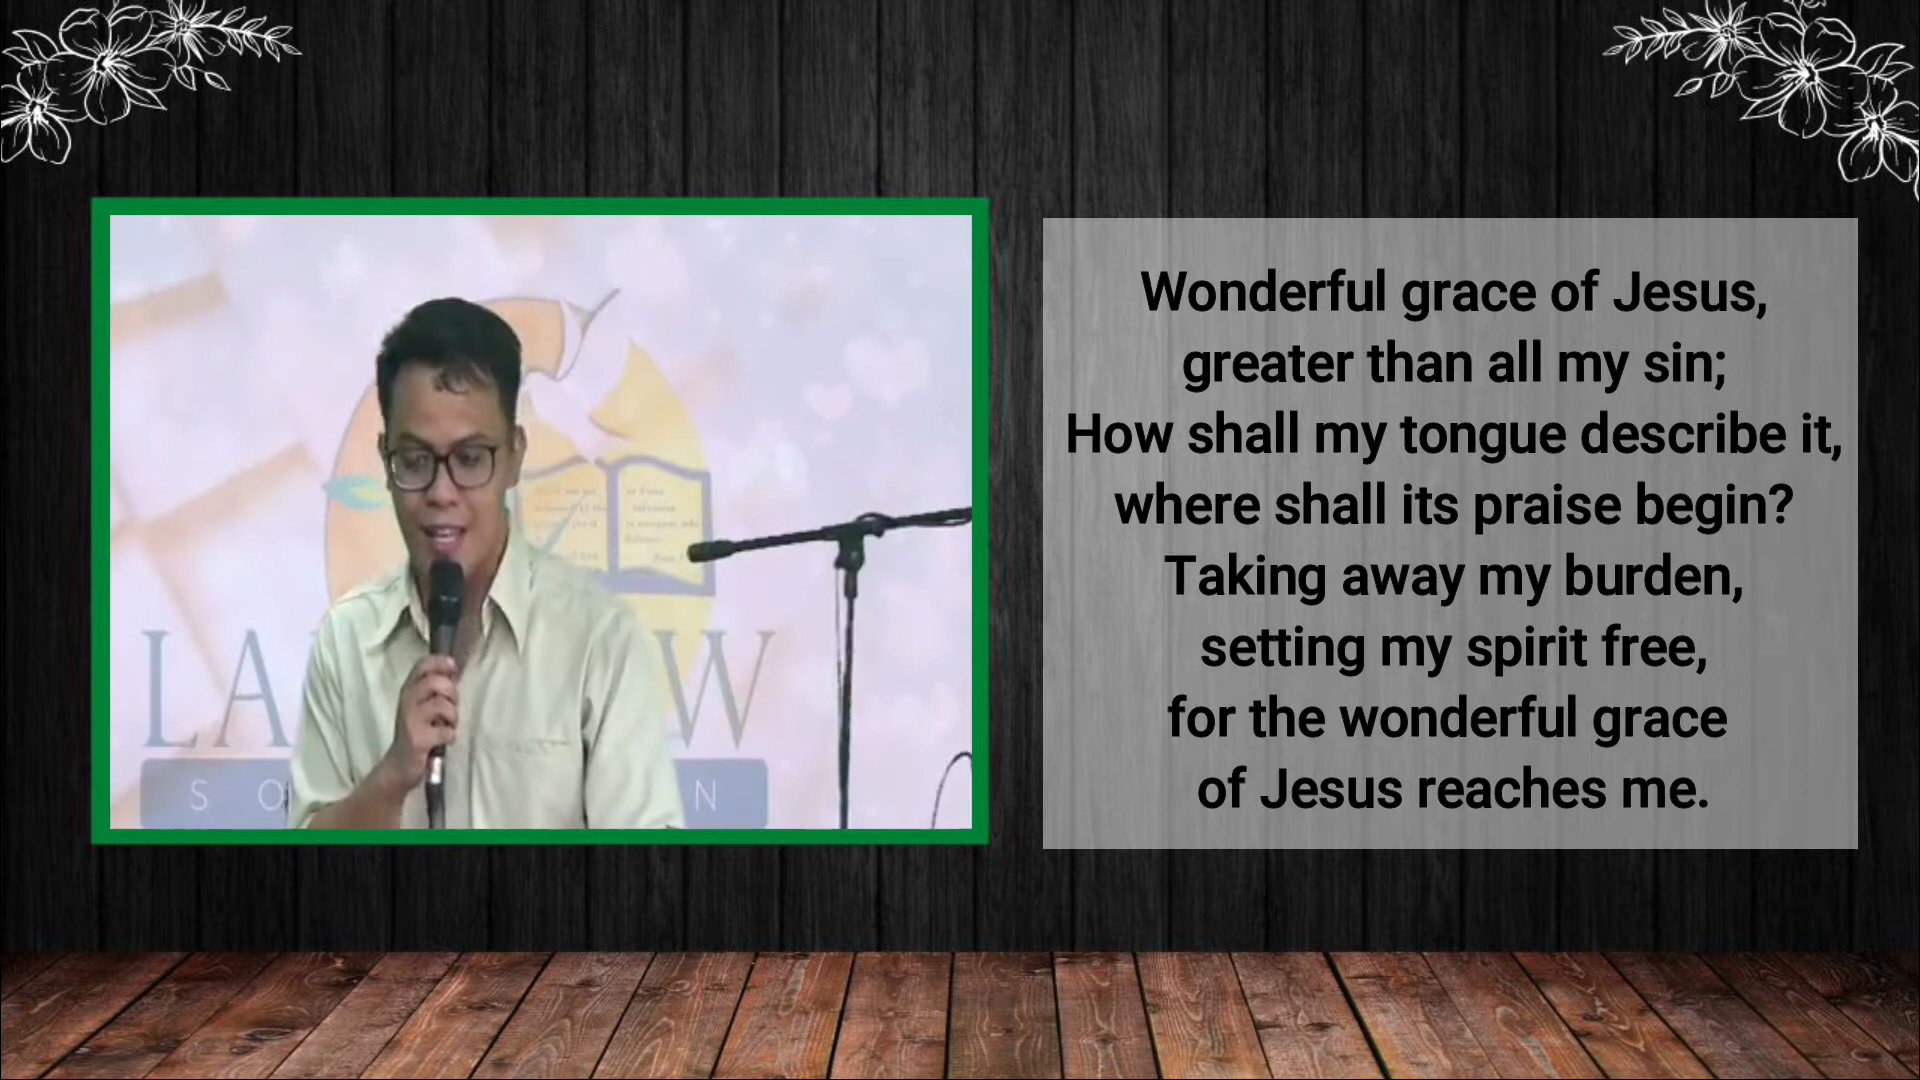 Wonderful grace of Jesus,
greater than all my sin;
How shall my tongue describe it,
where shall its praise begin?
Taking away my burden,
setting my spirit free,
for the wonderful grace
of Jesus reaches me.